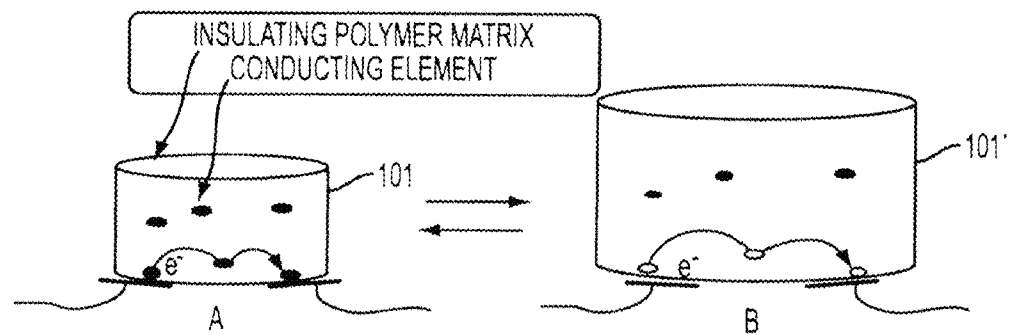 INSULATING POLYMER MATRIX
CONDUCTING ELEMENT
101
101'
e-
e-
A
B